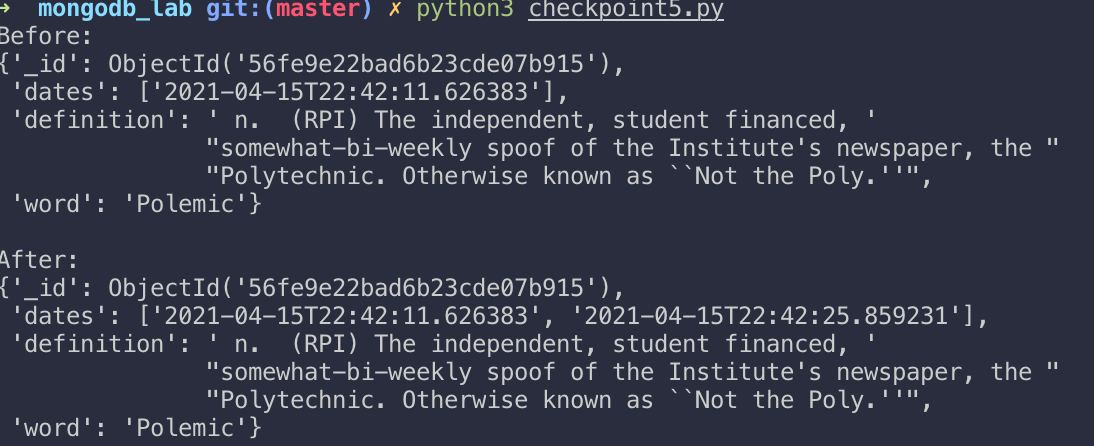 ➜  mongodb_lab git:(master) ✗ python3 checkpoint5.py
Before:
{'_id': ObjectId('56fe9e22bad6b23cde07b915'),
 'dates': ['2021-04-15T22:42:11.626383'],
 'definition': ' n.  (RPI) The independent, student financed, '
               "somewhat-bi-weekly spoof of the Institute's newspaper, the "
               "Polytechnic. Otherwise known as ``Not the Poly.''",
 'word': 'Polemic'}

After:
{'_id': ObjectId('56fe9e22bad6b23cde07b915'),
 'dates': ['2021-04-15T22:42:11.626383', '2021-04-15T22:42:25.859231'],
 'definition': ' n.  (RPI) The independent, student financed, '
               "somewhat-bi-weekly spoof of the Institute's newspaper, the "
               "Polytechnic. Otherwise known as ``Not the Poly.''",
 'word': 'Polemic'}